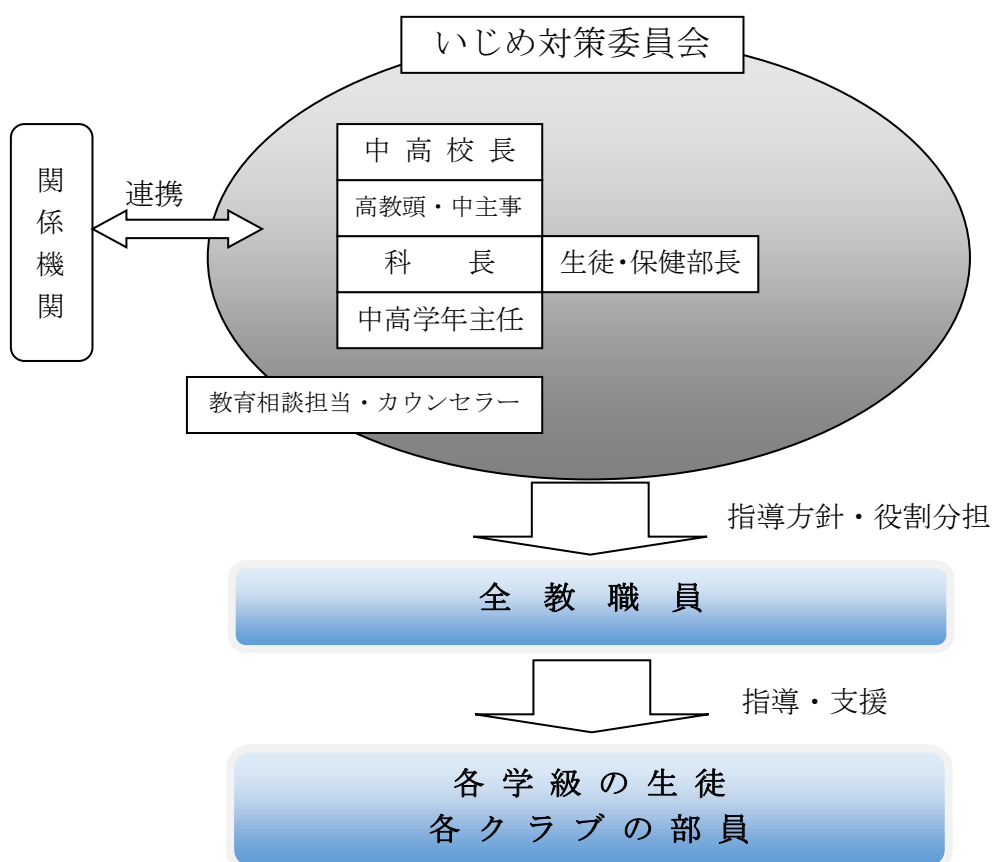 いじめ対策委員会
関係機関
連携
中高校長
高教頭・中主事
科　　長
生徒・保健部長
中高学年主任
教育相談担当・カウンセラー
指導方針・役割分担
全教職員
指導・支援
各学級の生徒
各クラブの部員